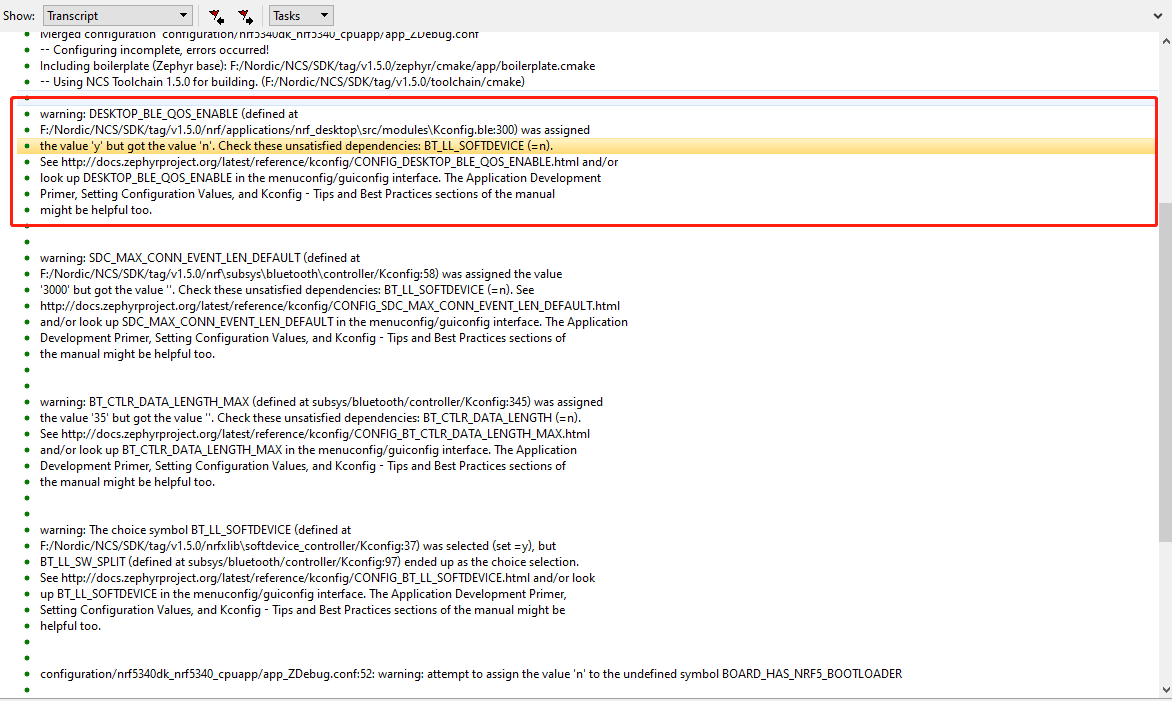 Show: Transcript Tasks
Merged configuration 'configuration/nrf5340dk_nrf5340_cpuapp/app_ZDebug.conf'
-- Configuring incomplete, errors occurred!
Including boilerplate (Zephyr base): F:/Nordic/NCS/SDK/tag/v1.5.0/zephyr/cmake/app/boilerplate.cmake
-- Using NCS Toolchain 1.5.0 for building. (F:/Nordic/NCS/SDK/tag/v1.5.0/toolchain/cmake)
warning: DESKTOP_BLE_QOS_ENABLE (defined at
F:/Nordic/NCS/SDK/tag/v1.5.0/nrf/applications/nrf_desktop\src/modules\Kconfig.ble:300) was assigned
the value 'y' but got the value 'n'. Check these unsatisfied dependencies: BT_LL_SOFTDEVICE (=n).
See http://docs.zephyrproject.org/latest/reference/kconfig/CONFIG_DESKTOP_BLE_QOS_ENABLE.html and/or
look up DESKTOP_BLE_QOS_ENABLE in the menuconfig/guiconfig interface. The Application Development
Primer, Setting Configuration Values, and Kconfig - Tips and Best Practices sections of the manual
might be helpful too.
warning: SDC_MAX_CONN_EVENT_LEN_DEFAULT (defined at
F:/Nordic/NCS/SDK/tag/v1.5.0/nrf\subsys\bluetooth\controller/Kconfig:58) was assigned the value
'3000' but got the value ''. Check these unsatisfied dependencies: BT_LL_SOFTDEVICE (=n). See
http://docs.zephyrproject.org/latest/reference/kconfig/CONFIG_SDC_MAX_CONN_EVENT_LEN_DEFAULT.html
and/or look up SDC_MAX_CONN_EVENT_LEN_DEFAULT in the menuconfig/guiconfig interface. The Application
Development Primer, Setting Configuration Values, and Kconfig - Tips and Best Practices sections of
the manual might be helpful too.
warning: BT_CTLR_DATA_LENGTH_MAX (defined at subsys/bluetooth/controller/Kconfig:345) was assigned
the value '35' but got the value ''. Check these unsatisfied dependencies: BT_CTLR_DATA_LENGTH (=n).
See http://docs.zephyrproject.org/latest/reference/kconfig/CONFIG_BT_CTLR_DATA_LENGTH_MAX.html
and/or look up BT_CTLR_DATA_LENGTH_MAX in the menuconfig/guiconfig interface. The Application
Development Primer, Setting Configuration Values, and Kconfig - Tips and Best Practices sections of
the manual might be helpful too.
warning: The choice symbol BT_LL_SOFTDEVICE (defined at
F:/Nordic/NCS/SDK/tag/v1.5.0/nrfxlib\softdevice_controller/Kconfig:37) was selected (set =y), but
BT_LL_SW_SPLIT (defined at subsys/bluetooth/controller/Kconfig:97) ended up as the choice selection.
See http://docs.zephyrproject.org/latest/reference/kconfig/CONFIG_BT_LL_SOFTDEVICE.html and/or look
up BT_LL_SOFTDEVICE in the menuconfig/guiconfig interface. The Application Development Primer,
Setting Configuration Values, and Kconfig - Tips and Best Practices sections of the manual might be
helpful too.
configuration/nrf5340dk_nrf5340_cpuapp/app_ZDebug.conf:52: warning: attempt to assign the value 'n' to the undefined symbol BOARD_HAS_NRF5_BOOTLOADER